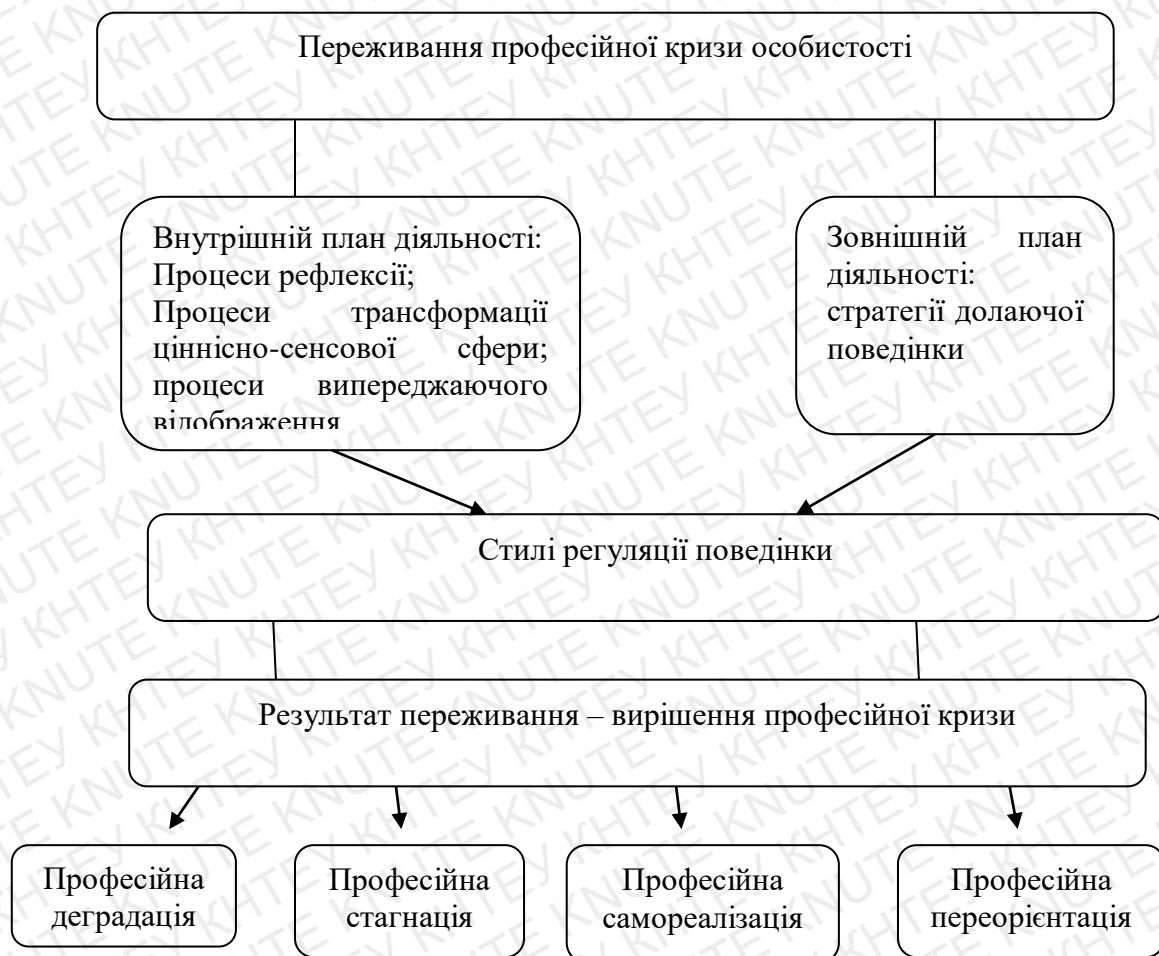 Переживання професійної кризи особистості
Внутрішній план діяльності:
Процеси рефлексії;
Процеси трансформації
ціннісно-сенсової сфери;
процеси випереджаючого
відображення
Зовнішній план
діяльності:
стратегії долаючої
поведінки
Стилі регуляції поведінки
Результат переживання – вирішення професійної кризи
Професійна
деградація
Професійна
стагнація
Професійна
самореалізація
Професійна
переорієнтація